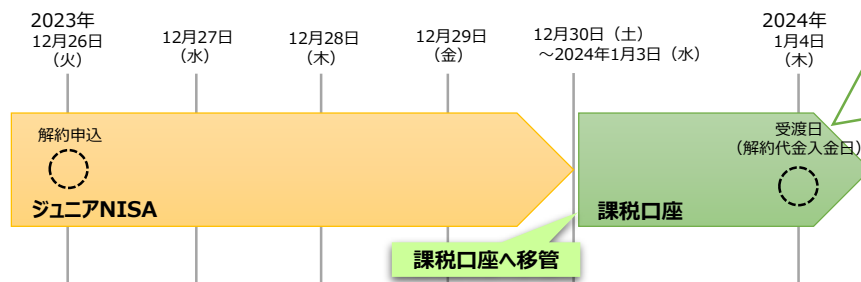 2023年
12月26日
（火）
12月27日
（水）
12月28日
（木）
12月29日
（金）
12月30日（土）
～2024年1月3日（水）
2024年
1月4日
（木）
解約申込
ジュニアNISA
受渡日
（解約代金入金日）
課税口座
課税口座へ移管